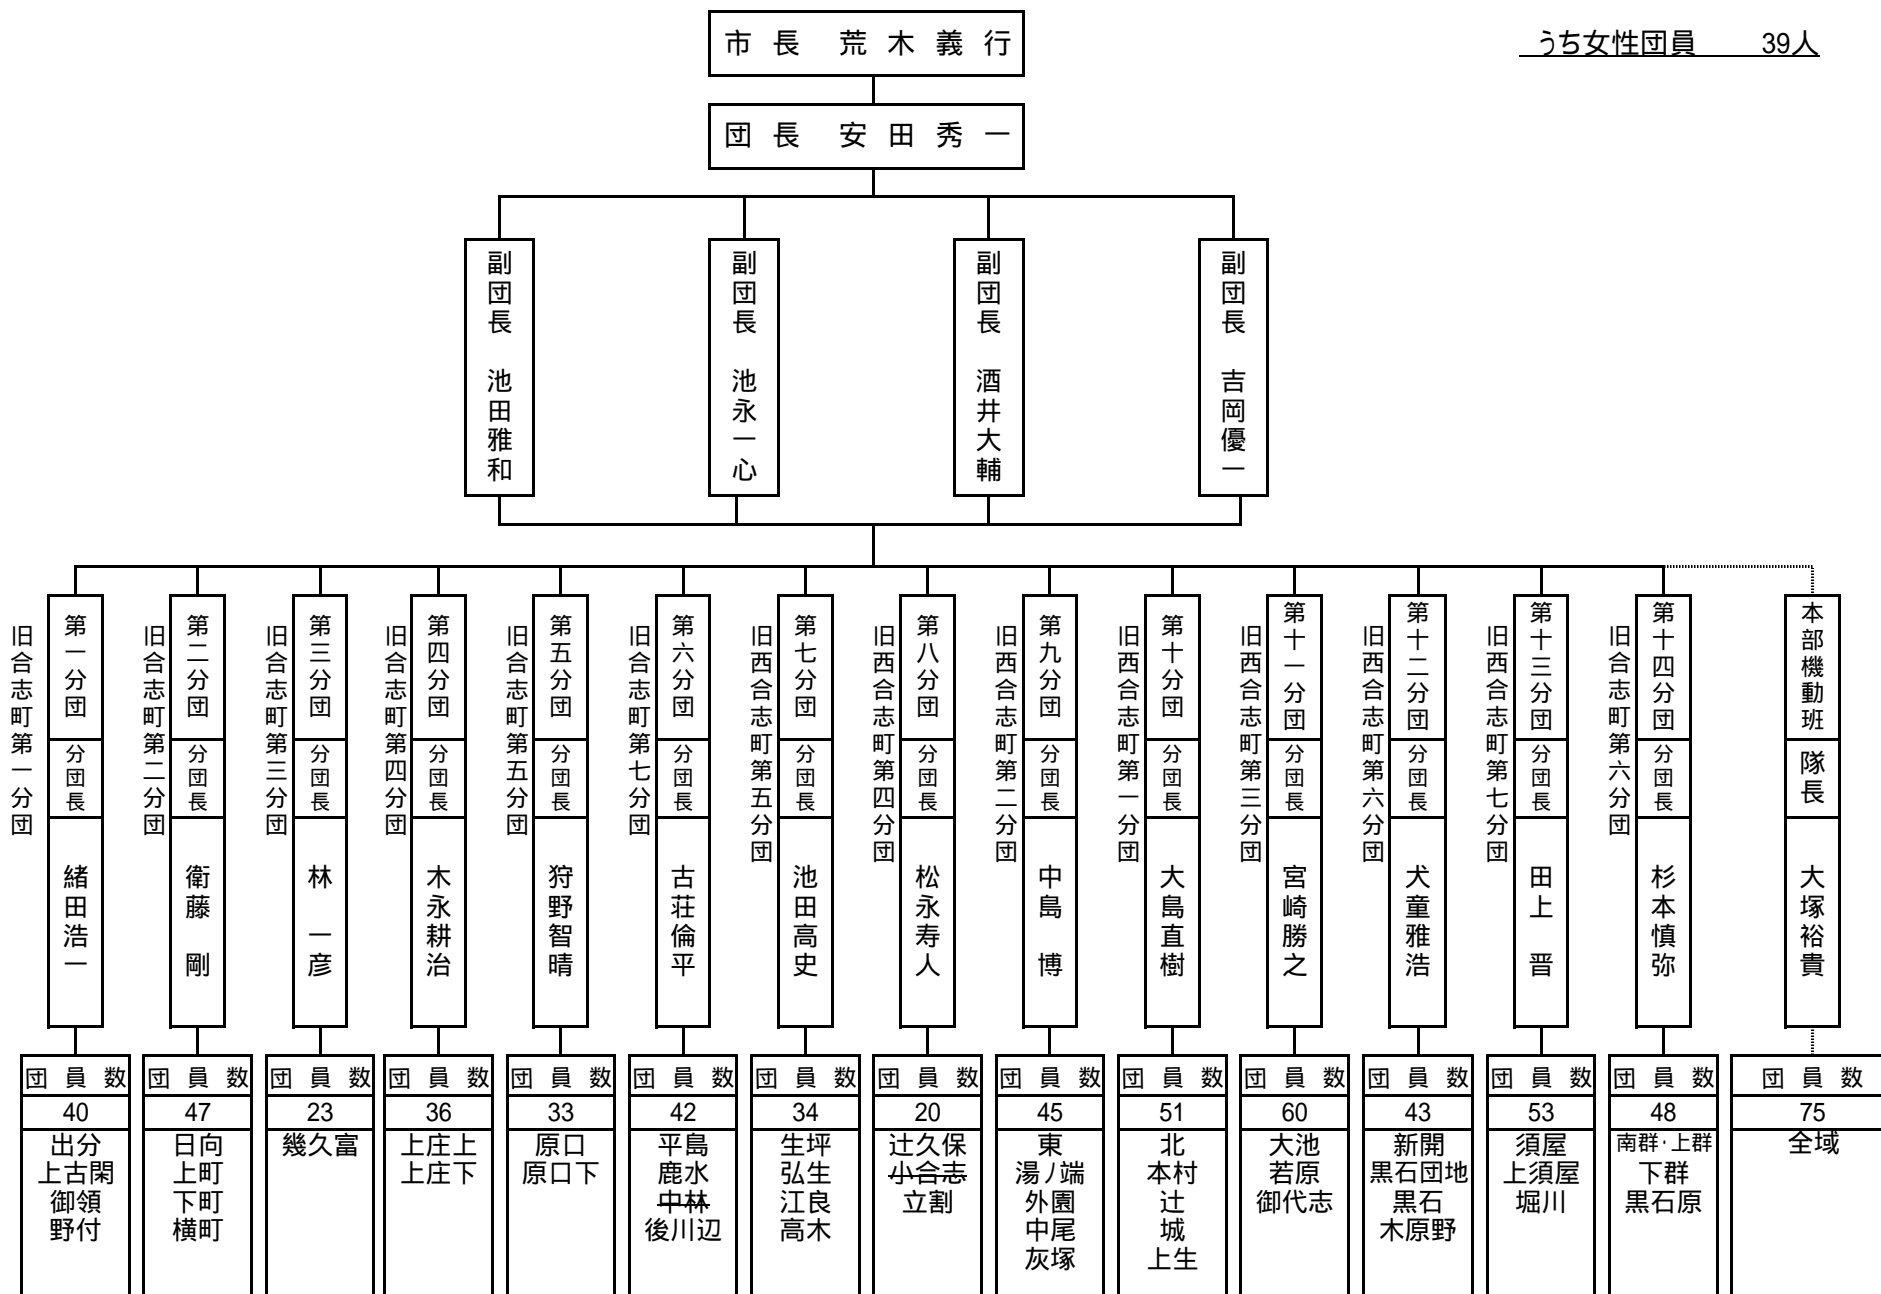 市長 荒木義行
うち女性団員 39人
団長 安田秀一
副団長 池田雅和
副団長 池永一心
副団長 酒井大輔
副団長 吉岡優一
旧合志町第一分団
第一分団
分団長
緒田浩一
団員数
40
出分
上古閑
御領
野付
旧合志町第二分団
第二分団
分団長
衛藤 剛
団員数
47
日向
上町
下町
横町
旧合志町第三分団
第三分団
分団長
林 一彦
団員数
23
幾久富
旧合志町第四分団
第四分団
分団長
木永耕治
団員数
36
上庄上
上庄下
旧合志町第五分団
第五分団
分団長
狩野智晴
団員数
33
原口
原口下
旧合志町第七分団
第六分団
分団長
古荘倫平
団員数
42
平島
鹿水
中林
後川辺
旧西合志町第五分団
第七分団
分団長
池田高史
団員数
34
生坪
弘生
江良
高木
旧西合志町第四分団
第八分団
分団長
松永寿人
団員数
20
辻久保
小合志
立割
旧西合志町第二分団
第九分団
分団長
中島 博
団員数
45
東
湯ノ端
外園
中尾
灰塚
旧西合志町第一分団
第十分団
分団長
大島直樹
団員数
51
北
本村
辻
城
上生
旧西合志町第三分団
第十一分団
分団長
宮崎勝之
団員数
60
大池
若原
御代志
旧西合志町第六分団
第十二分団
分団長
犬童雅浩
団員数
43
新開
黒石団地
黒石
木原野
旧西合志町第七分団
第十三分団
分団長
田上 晋
団員数
53
須屋
上須屋
堀川
旧合志町第六分団
第十四分団
分団長
杉本慎弥
団員数
48
南群・上群
下群
黒石原
本部機動班
隊長
大塚裕貴
団員数
75
全域